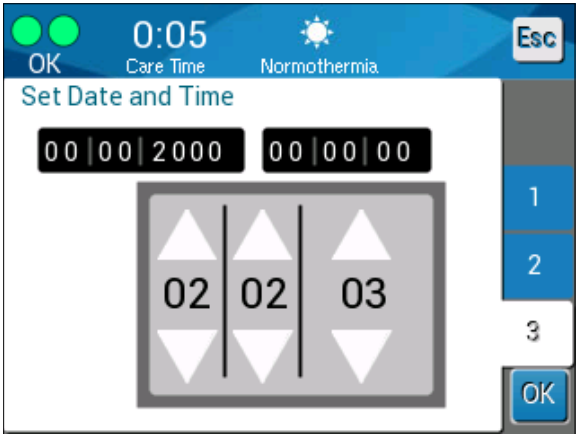 0:05
Esc
OK
Care Time
Normothermia
Set Date and Time
00|00|2000
00|00|00
1
02
02
03
2
3
OK